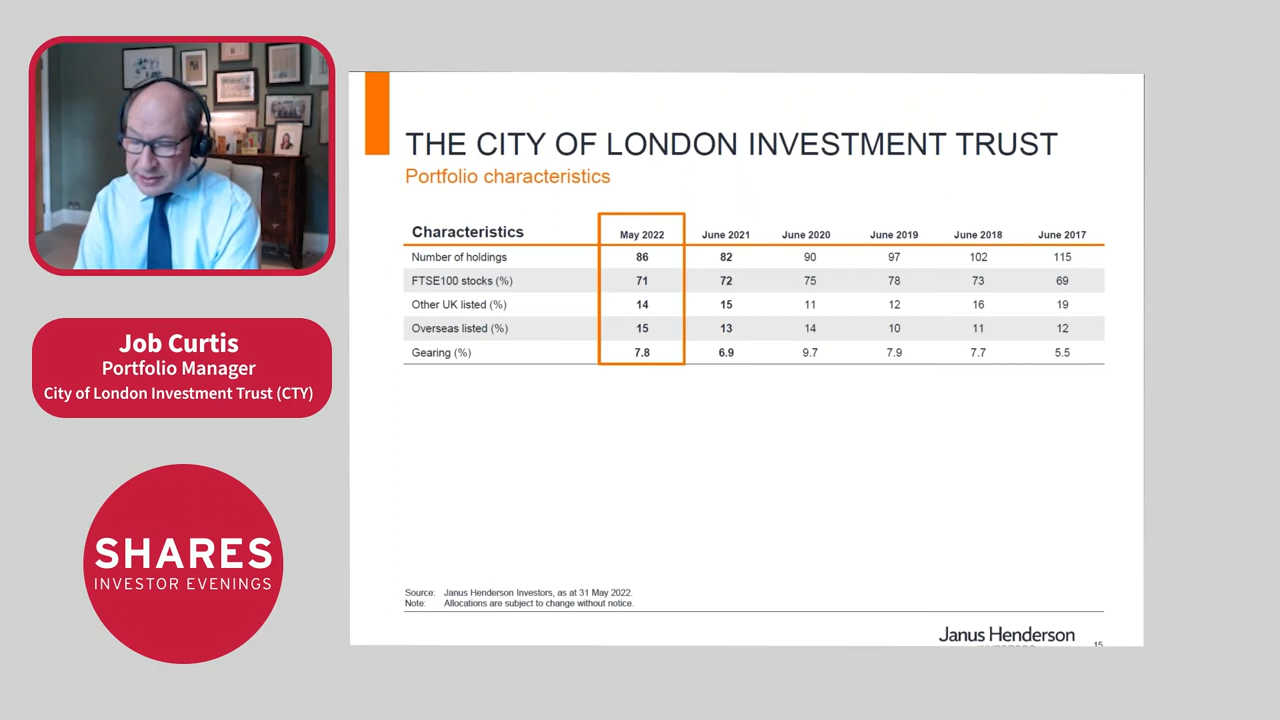 Job Curtis
Portfolio Manager
City of London Investment Trust (CTY)
SHARES
INVESTOR EVENINGS
THE CITY OF LONDON INVESTMENT TRUST
Portfolio characteristics
Characteristics May 2022 June 2021 June 2020 June 2019 June 2018 June 2017
Number of holdings 86 82 90 97 102 115
FTSE100 stocks (%) 71 72 75 78 73 69
Other UK listed (%) 14 15 11 12 16 19
Overseas listed (%) 15 13 14 10 11 12
Gearing (%) 7.8 6.9 9.7 7.9 7.7 5.5
Source: Janus Henderson Investors, as at 31 May 2022.
Note: Allocations are subject to change without notice.
Janus Henderson
15